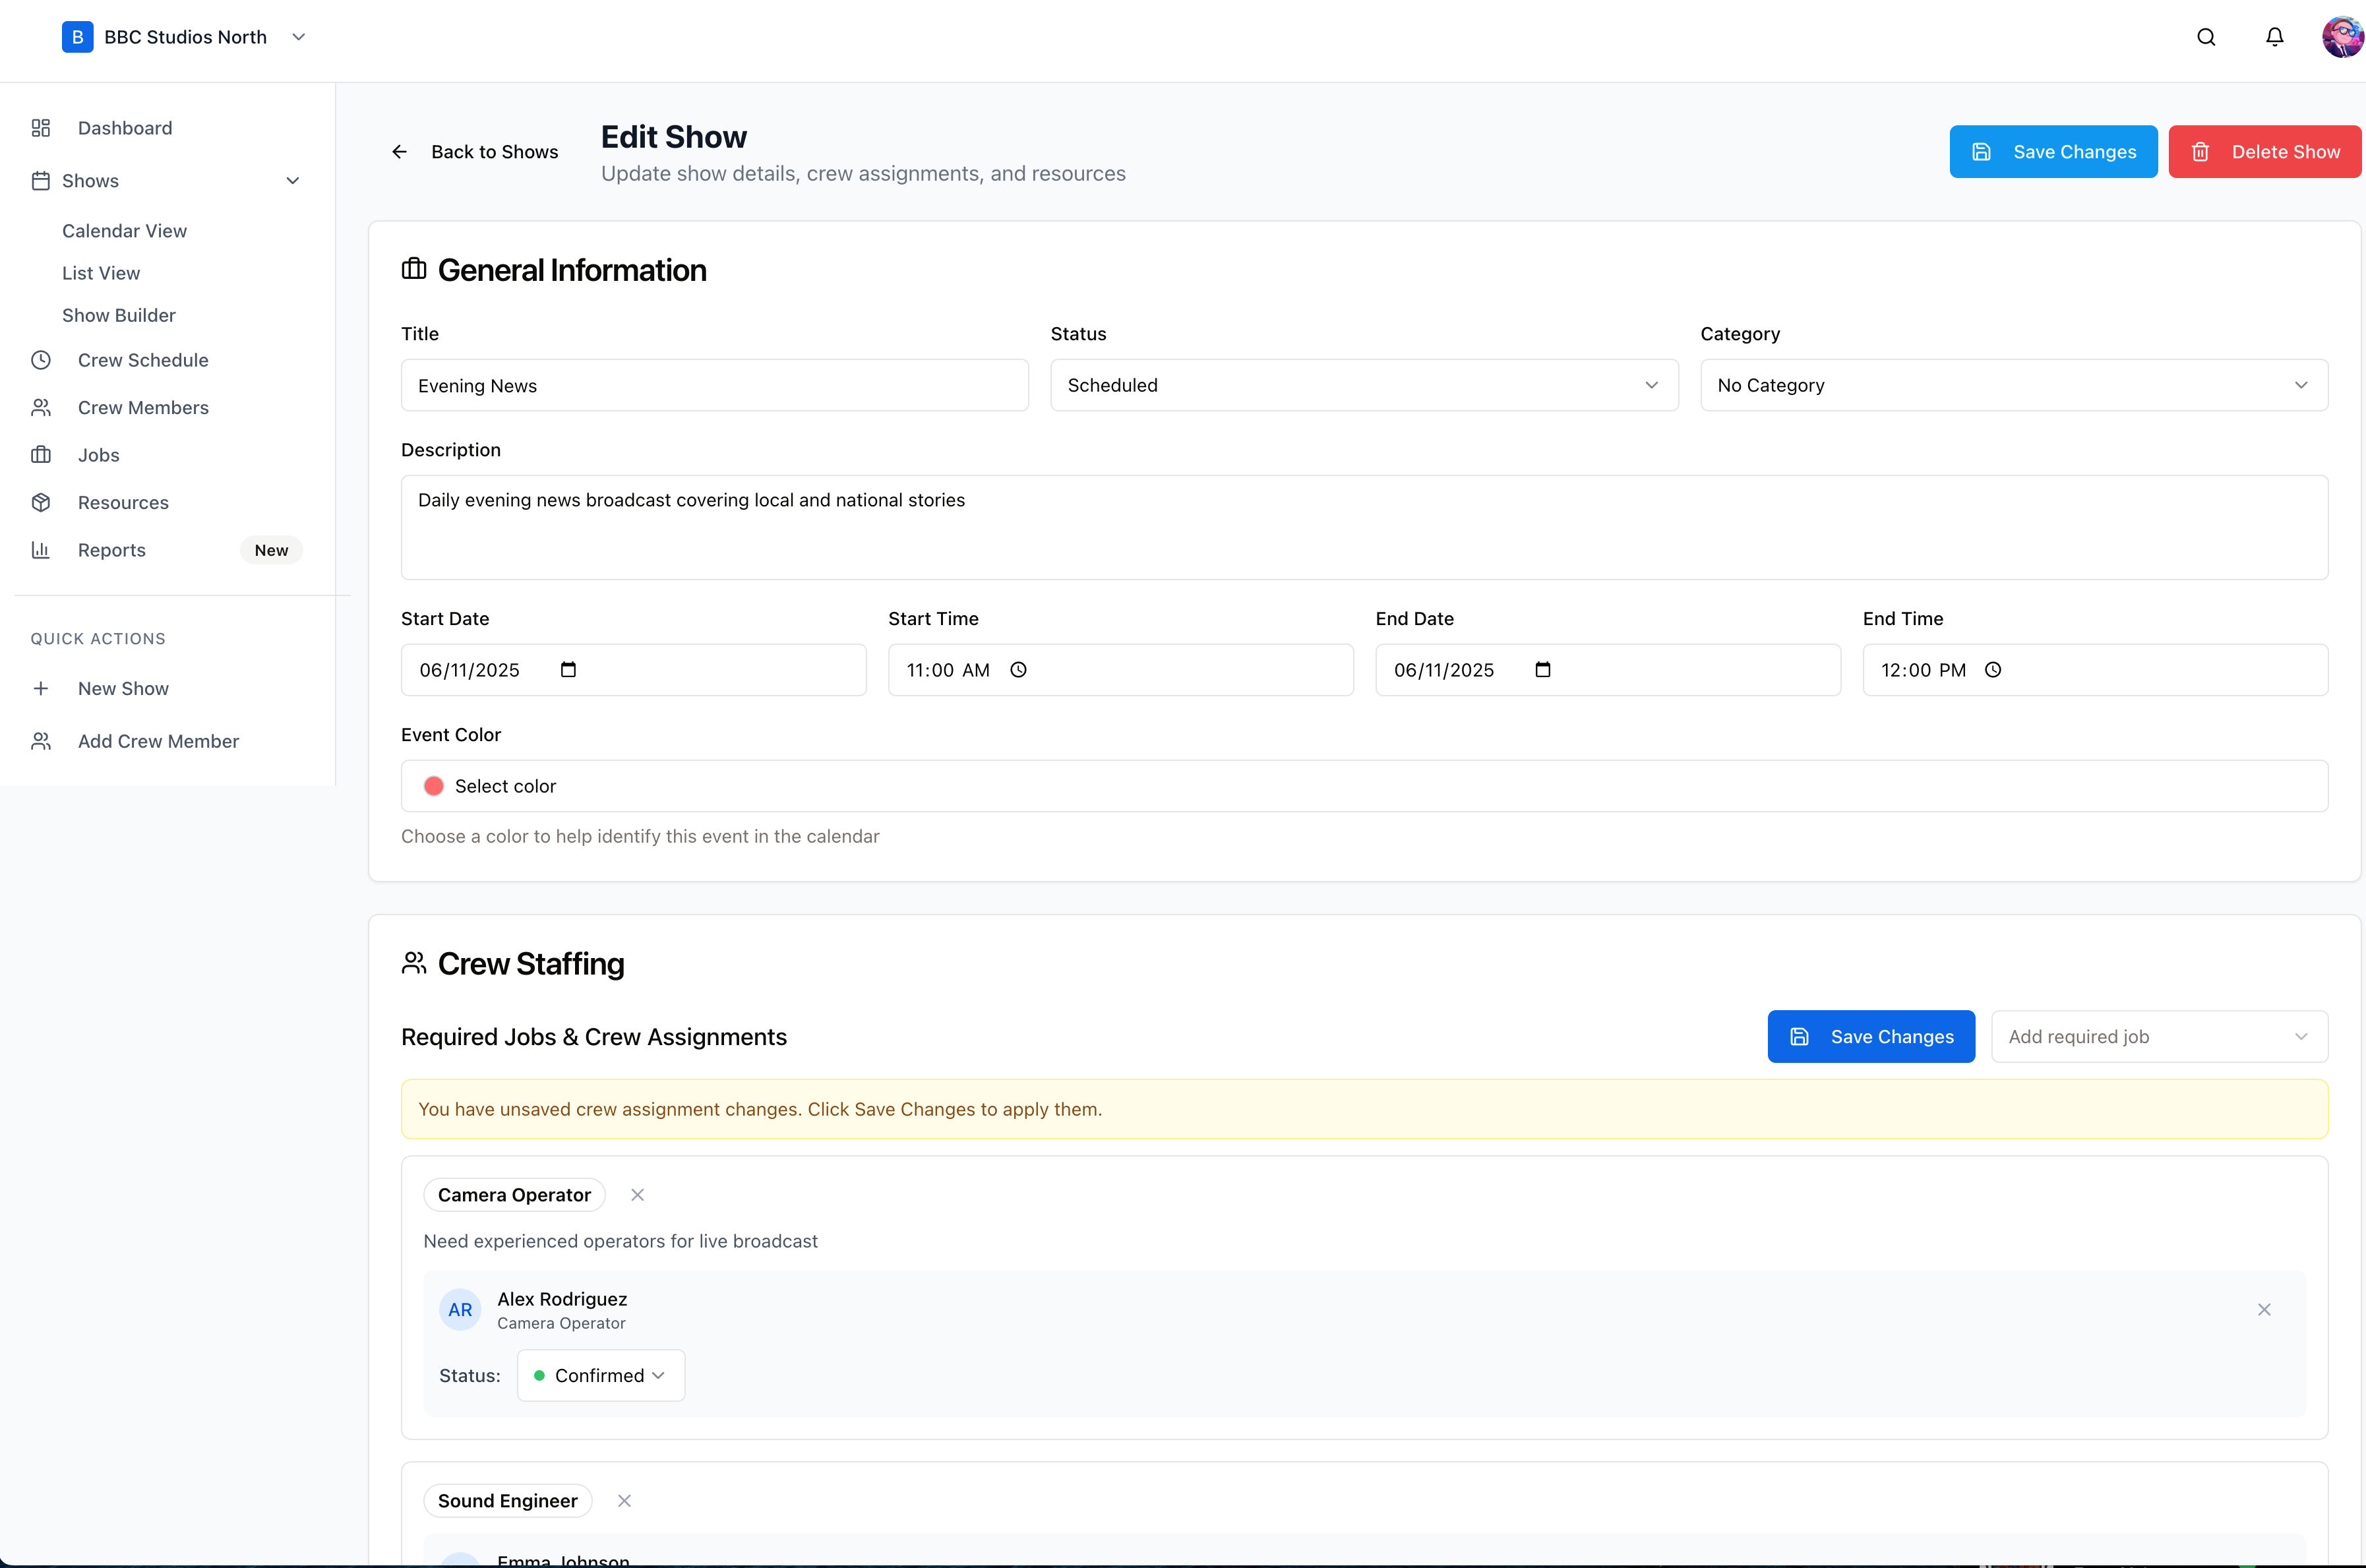 B BBC Studios North
Dashboard
Shows
Calendar View
List View
Show Builder
Crew Schedule
Crew Members
Jobs
Resources
Reports New
QUICK ACTIONS
New Show
Add Crew Member
Back to Shows
Edit Show
Update show details, crew assignments, and resources
Save Changes
Delete Show
General Information
Title Status Category
Evening News Scheduled No Category
Description
Daily evening news broadcast covering local and national stories
Start Date Start Time End Date End Time
06/11/2025 11:00 AM 06/11/2025 12:00 PM
Event Color
Select color
Choose a color to help identify this event in the calendar
Crew Staffing
Required Jobs & Crew Assignments Save Changes Add required job
You have unsaved crew assignment changes. Click Save Changes to apply them.
Camera Operator
Need experienced operators for live broadcast
AR Alex Rodriguez
Camera Operator
Status: Confirmed
Sound Engineer
Emma Johnson